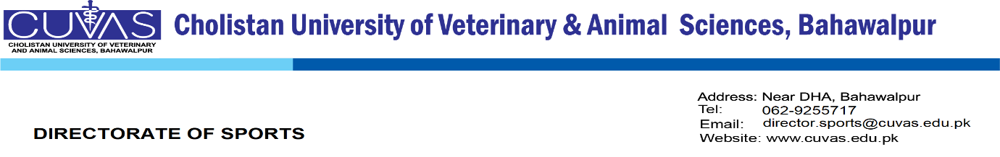 CUVAS
CHOLISTAN UNIVERSITY OF VETERINARY
AND ANIMAL SCIENCES, BAHAWALPUR
Cholistan University of Veterinary & Animal Sciences, Bahawalpur
DIRECTORATE OF SPORTS
Address: Near DHA, Bahawalpur
Tel: 062-9255717
Email: director.sports@cuvas.edu.pk
Website: www.cuvas.edu.pk